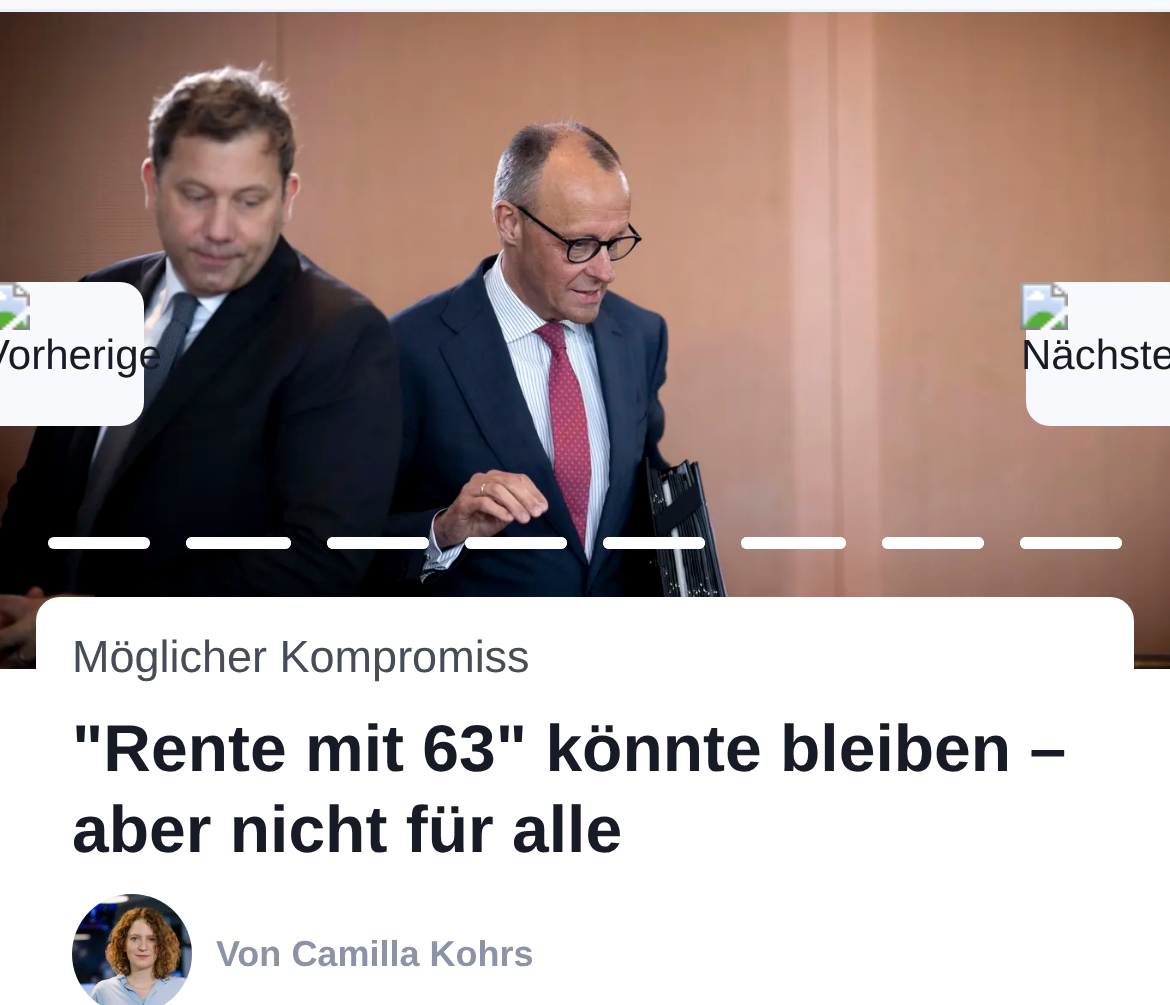 Vorherige
Nächste
Möglicher Kompromiss
"Rente mit 63" könnte bleiben –
aber nicht für alle
Von Camilla Kohrs